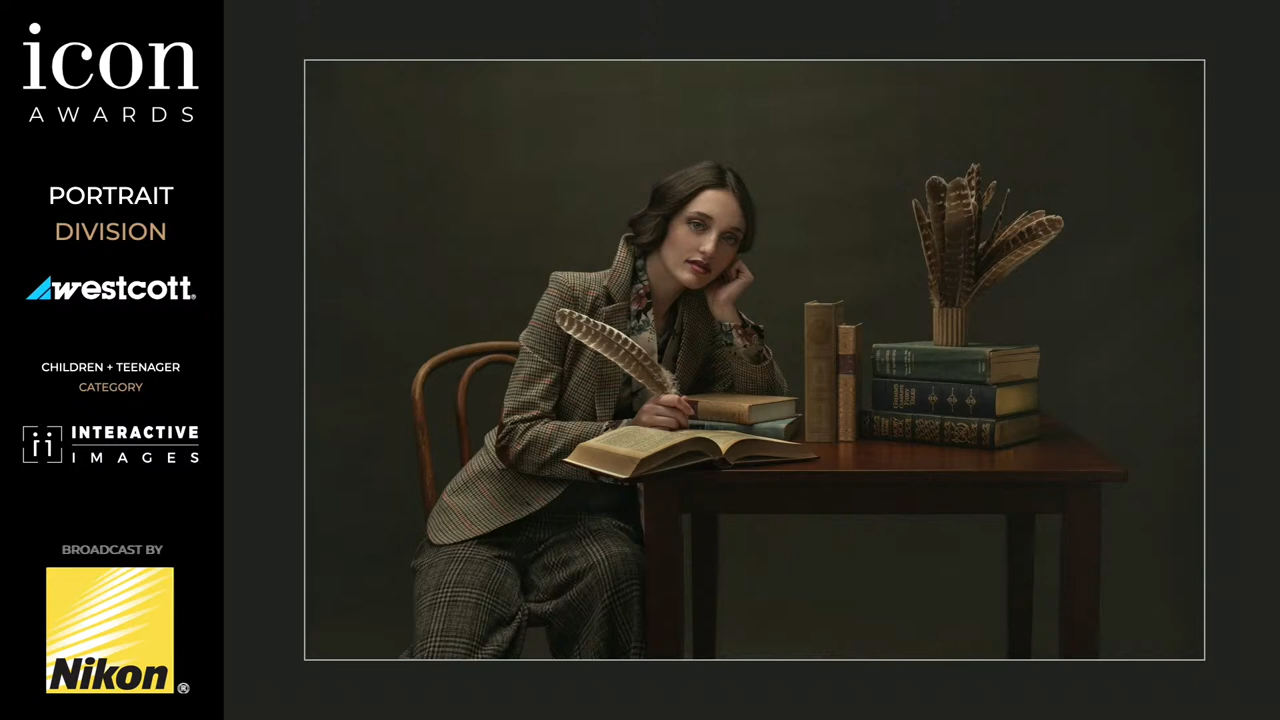 icon
AWARDS
PORTRAIT
DIVISION
westcott®
CHILDREN + TEENAGER
CATEGORY
INTERACTIVE
IMAGES
BROADCAST BY
Nikon®